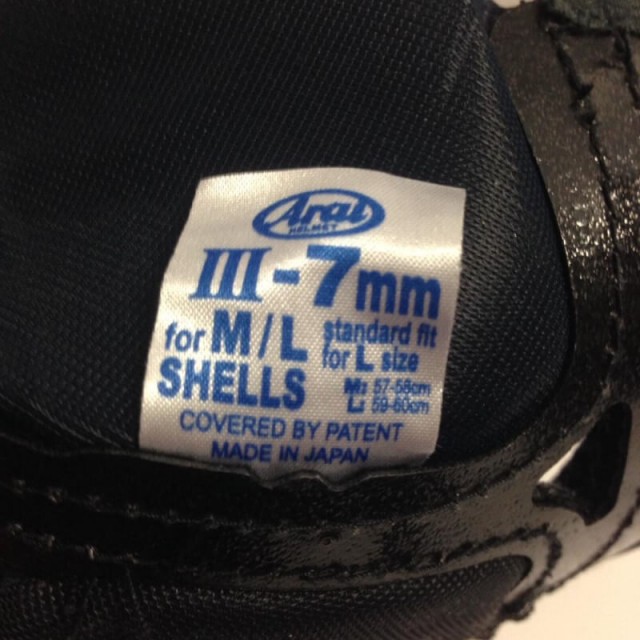 Arai
HELMET
III-7mm
for M/L standard fit
for L size
SHELLS M: 57-58cm
L: 59-60cm
COVERED BY PATENT
MADE IN JAPAN